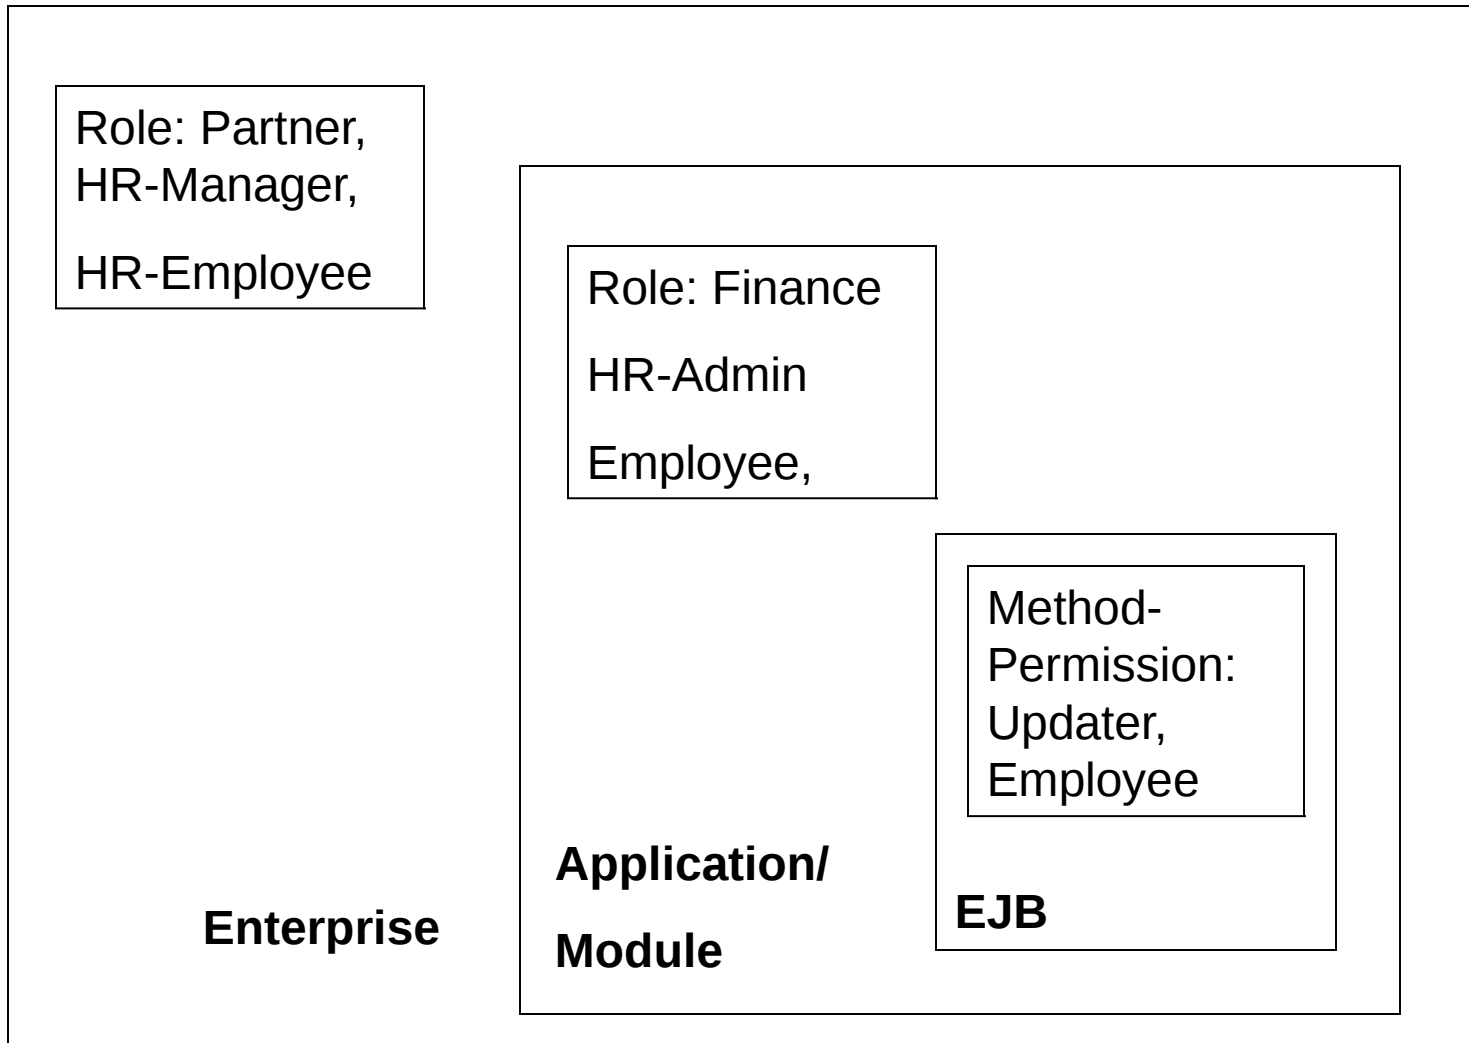 Role: Partner,
HR-Manager,
HR-Employee
Role: Finance
HR-Admin
Employee,
Method-
Permission:
Updater,
Employee
Application/
Module
EJB
Enterprise